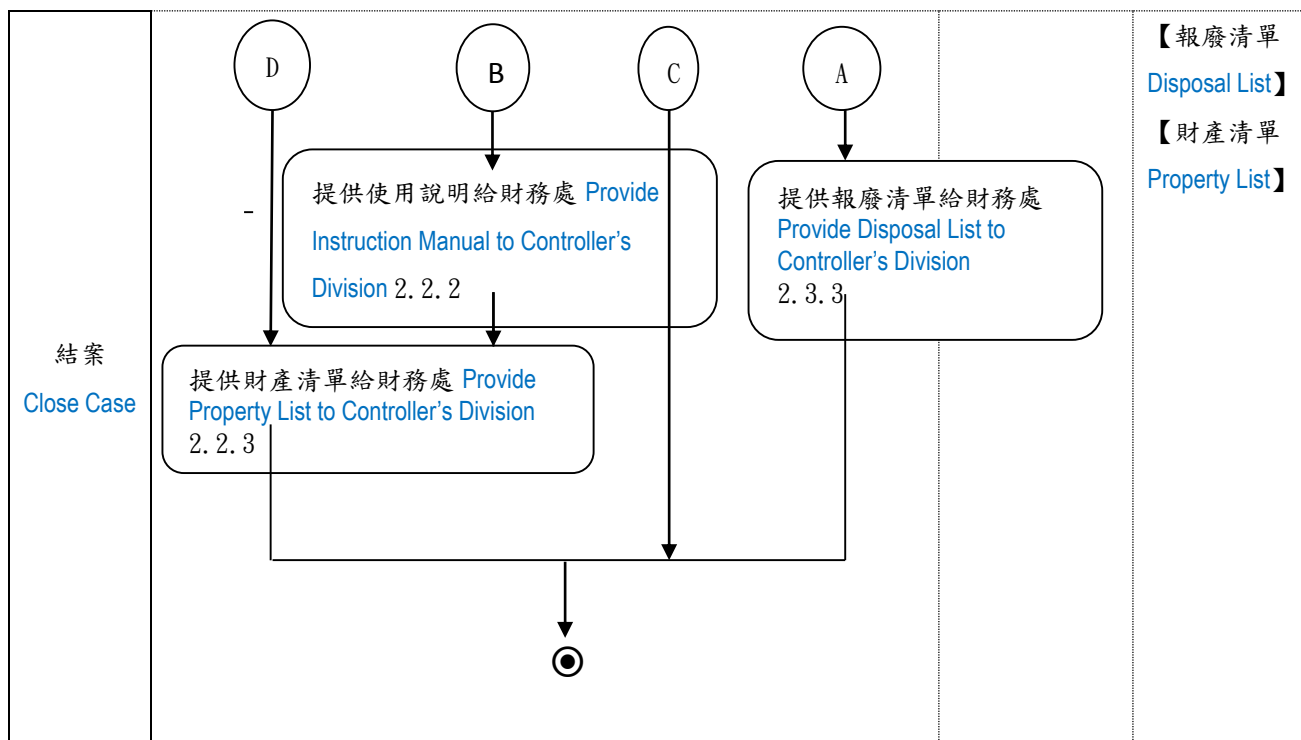 結案
Close Case
D
B
C
A
-
提供使用說明給財務處 Provide
Instruction Manual to Controller’s
Division 2.2.2
提供報廢清單給財務處
Provide Disposal List to
Controller’s Division
2.3.3
提供財產清單給財務處 Provide
Property List to Controller’s Division
2.2.3
【報廢清單
Disposal List】
【財產清單
Property List】